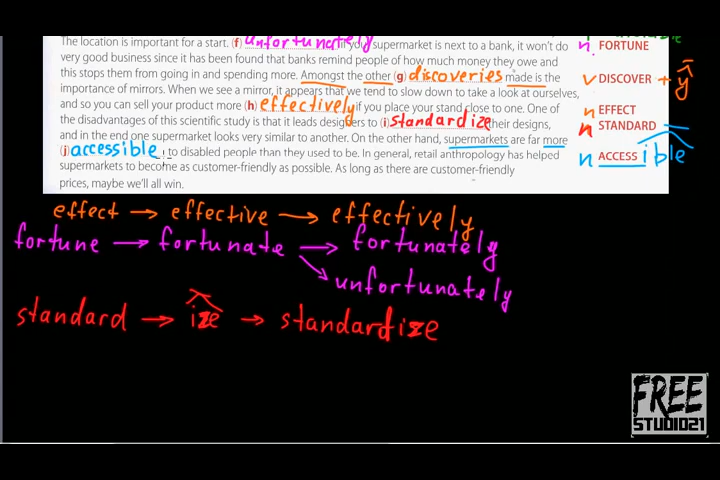 The location is important for a start. (f) unfortunately if you supermarket is next to a bank, it won't do
very good business since it has been found that banks remind people of how much money they owe and
this stops them from going in and spending more. Amongst the other (g) discoveries made is the
importance of mirrors. When we see a mirror, it appears that we tend to slow down to take a look at ourselves,
and so you can sell your product more (h) effectively if you place your stand close to one. One of
the disadvantages of this scientific study is that it leads designers to (i) standardize their designs,
and in the end one supermarket looks very similar to another. On the other hand, supermarkets are far more
(j) accessible to disabled people than they used to be. In general, retail anthropology has helped
supermarkets to become as customer-friendly as possible. As long as there are customer-friendly
prices, maybe we'll all win.
n. FORTUNE
v DISCOVER + y
n EFFECT
n STANDARD
n ACCESS ible
effect → effective → effectively
fortune → fortunate → fortunately
unfortunately
standard → ize → standardize
FREE
STUDIO21